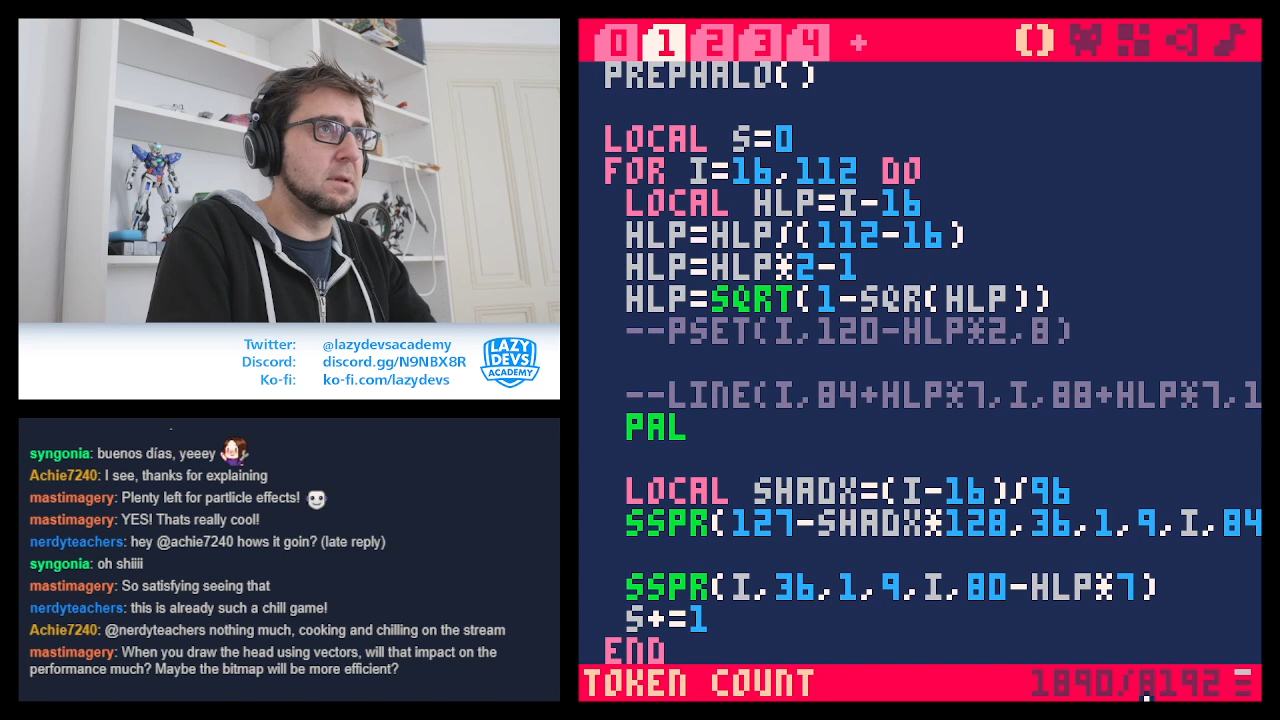 Twitter: @lazydevsacademy
Discord: discord.gg/N9NBX8R
Ko-fi: ko-fi.com/lazydevs
LAZY
DEVS
ACADEMY
syngonia: buenos días, yeeey
Achie7240: I see, thanks for explaining
mastimagery: Plenty left for partlicle effects!
mastimagery: YES! Thats really cool!
nerdyteachers: hey @achie7240 hows it goin? (late reply)
syngonia: oh shiiii
mastimagery: So satisfying seeing that
nerdyteachers: this is already such a chill game!
Achie7240: @nerdyteachers nothing much, cooking and chilling on the stream
mastimagery: When you draw the head using vectors, will that impact on the
performance much? Maybe the bitmap will be more efficient?
0 1 2 3 4 +
PREPHALO()
LOCAL S=0
FOR I=16,112 DO
LOCAL HLP=I-16
HLP=HLP/(112-16)
HLP=HLP*2-1
HLP=SQRT(1-SQR(HLP))
--PSET(I,120-HLP*2,8)
--LINE(I,84+HLP*7,I,88+HLP*7,1
PAL
LOCAL SHADX=(I-16)/96
SSPR(127-SHADX*128,36,1,9,I,84
SSPR(I,36,1,9,I,80-HLP*7)
S+=1
END
TOKEN COUNT 1890/8192